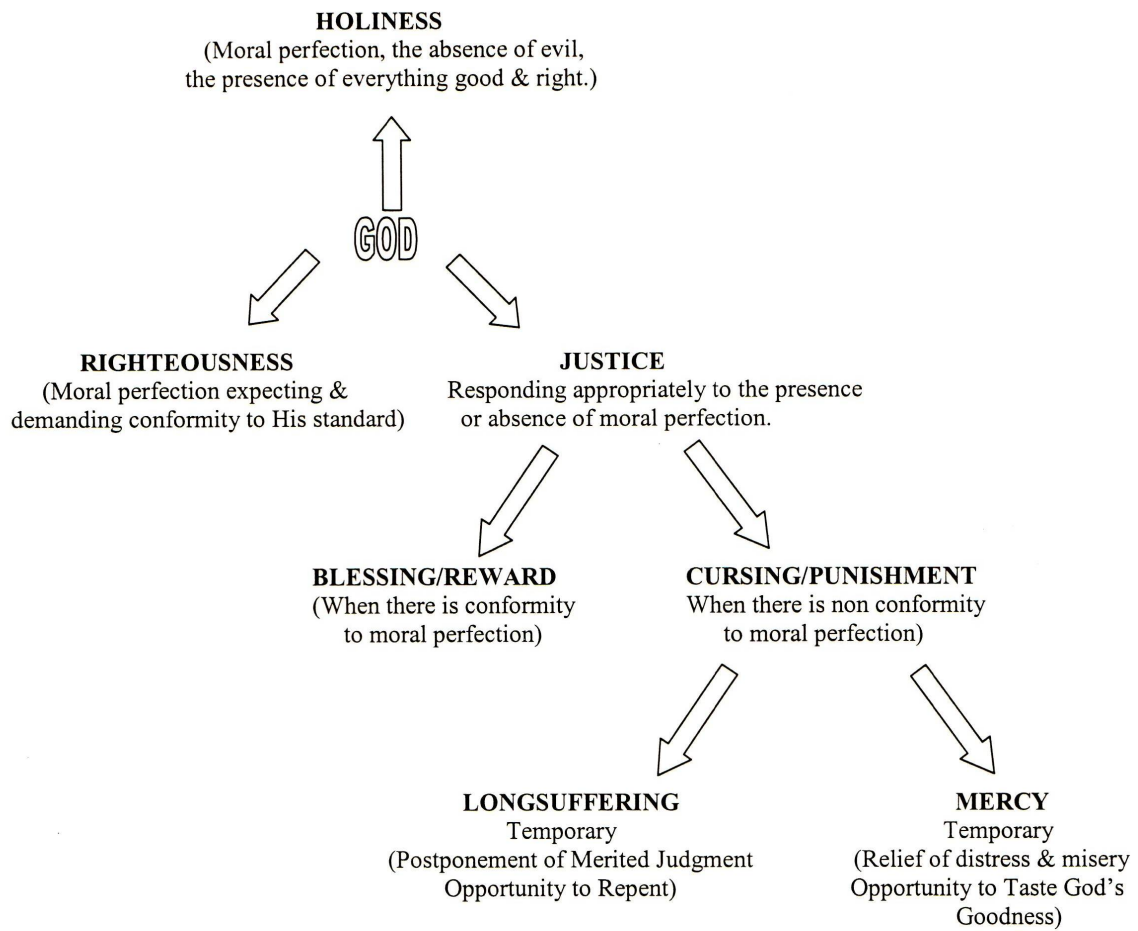 HOLINESS
(Moral perfection, the absence of evil,
the presence of everything good & right.)
GOD
RIGHTEOUSNESS
(Moral perfection expecting &
demanding conformity to His standard)
JUSTICE
Responding appropriately to the presence
or absence of moral perfection.
BLESSING/REWARD
(When there is conformity
to moral perfection)
CURSING/PUNISHMENT
When there is non conformity
to moral perfection)
LONGSUFFERING
Temporary
(Postponement of Merited Judgment
Opportunity to Repent)
MERCY
Temporary
(Relief of distress & misery
Opportunity to Taste God's
Goodness)